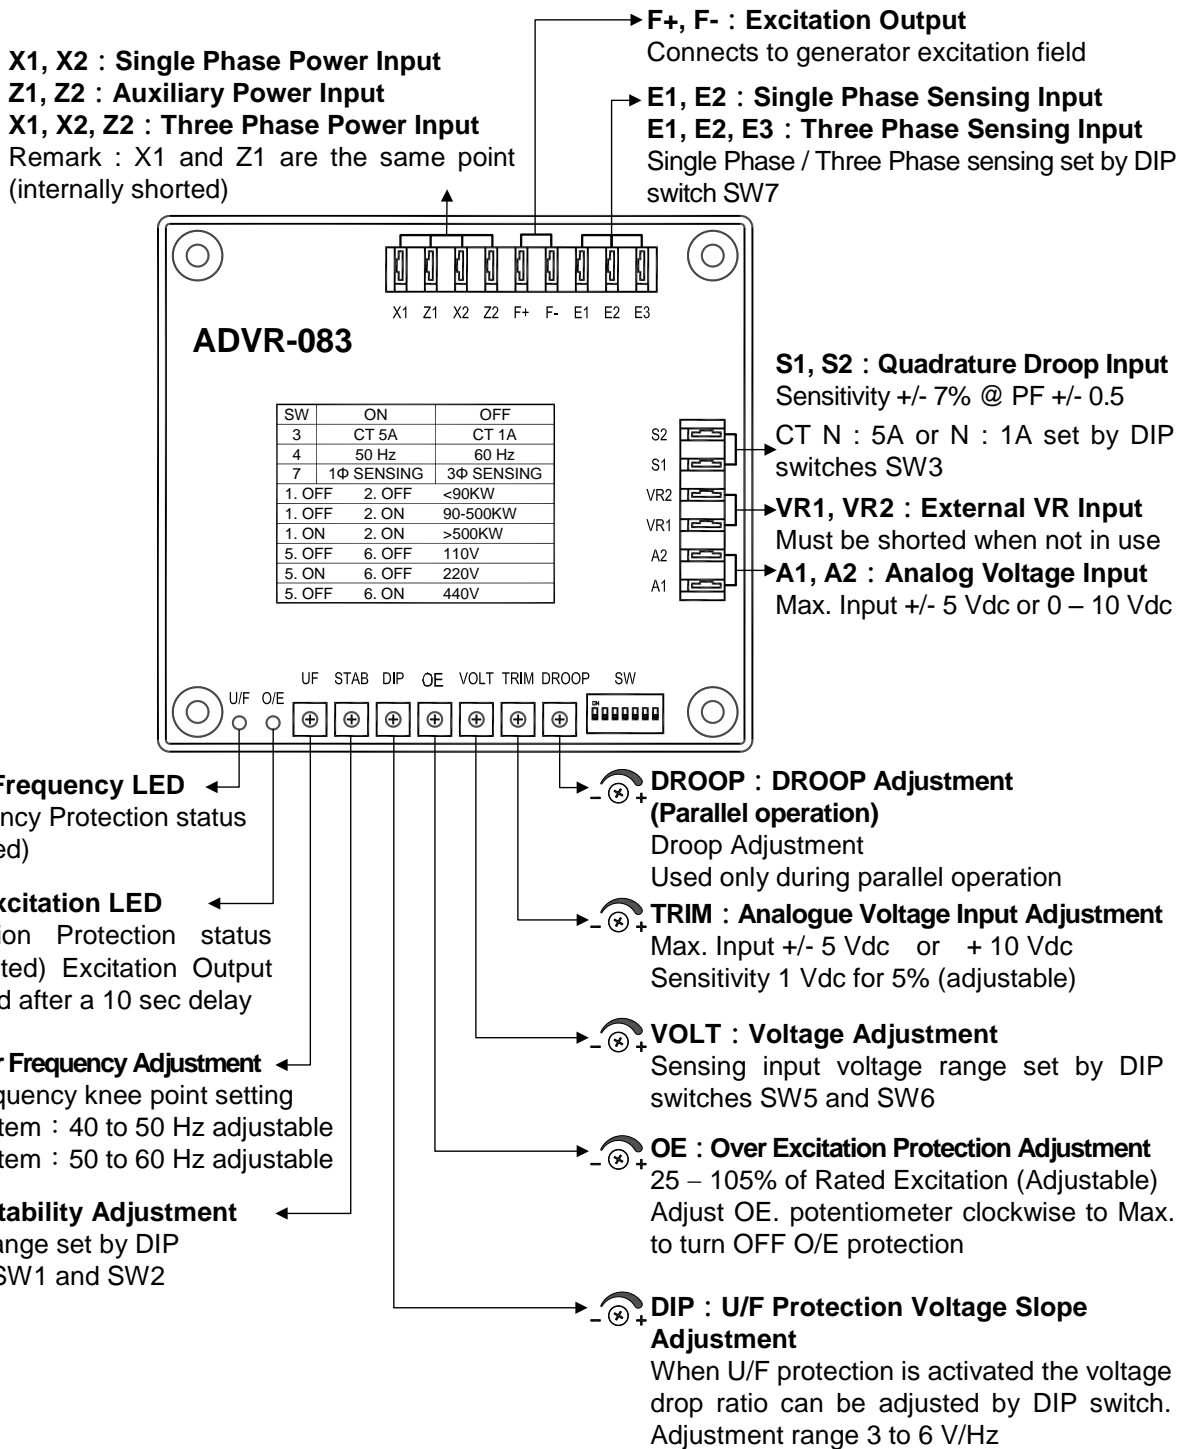 F+, F-：Excitation Output
Connects to generator excitation field
X1, X2：Single Phase Power Input
Z1, Z2：Auxiliary Power Input
X1, X2, Z2：Three Phase Power Input
Remark : X1 and Z1 are the same point
(internally shorted)
E1, E2：Single Phase Sensing Input
E1, E2, E3：Three Phase Sensing Input
Single Phase / Three Phase sensing set by DIP
switch SW7
X1 Z1 X2 Z2 F+ F- E1 E2 E3
ADVR-083
SW ON OFF
3 CT 5A CT 1A
4 50 Hz 60 Hz
7 1Φ SENSING 3Φ SENSING
1. OFF 2. OFF <90KW
1. OFF 2. ON 90-500KW
1. ON 2. ON >500KW
5. OFF 6. OFF 110V
5. ON 6. OFF 220V
5. OFF 6. ON 440V
S2
S1
VR2
VR1
A2
A1
S1, S2：Quadrature Droop Input
Sensitivity +/- 7% @ PF +/- 0.5
CT N : 5A or N : 1A set by DIP
switches SW3
VR1, VR2：External VR Input
Must be shorted when not in use
A1, A2：Analog Voltage Input
Max. Input +/- 5 Vdc or 0 – 10 Vdc
U/F O/E UF STAB DIP OE VOLT TRIM DROOP SW
ON
Frequency LED
ncy Protection status
ed)
xcitation LED
ion Protection status
ted) Excitation Output
d after a 10 sec delay
r Frequency Adjustment
quency knee point setting
tem：40 to 50 Hz adjustable
tem：50 to 60 Hz adjustable
tability Adjustment
ange set by DIP
SW1 and SW2
- +
DROOP：DROOP Adjustment
(Parallel operation)
Droop Adjustment
Used only during parallel operation
- +
TRIM：Analogue Voltage Input Adjustment
Max. Input +/- 5 Vdc or + 10 Vdc
Sensitivity 1 Vdc for 5% (adjustable)
- +
VOLT：Voltage Adjustment
Sensing input voltage range set by DIP
switches SW5 and SW6
- +
OE：Over Excitation Protection Adjustment
25 – 105% of Rated Excitation (Adjustable)
Adjust OE. potentiometer clockwise to Max.
to turn OFF O/E protection
- +
DIP：U/F Protection Voltage Slope
Adjustment
When U/F protection is activated the voltage
drop ratio can be adjusted by DIP switch.
Adjustment range 3 to 6 V/Hz